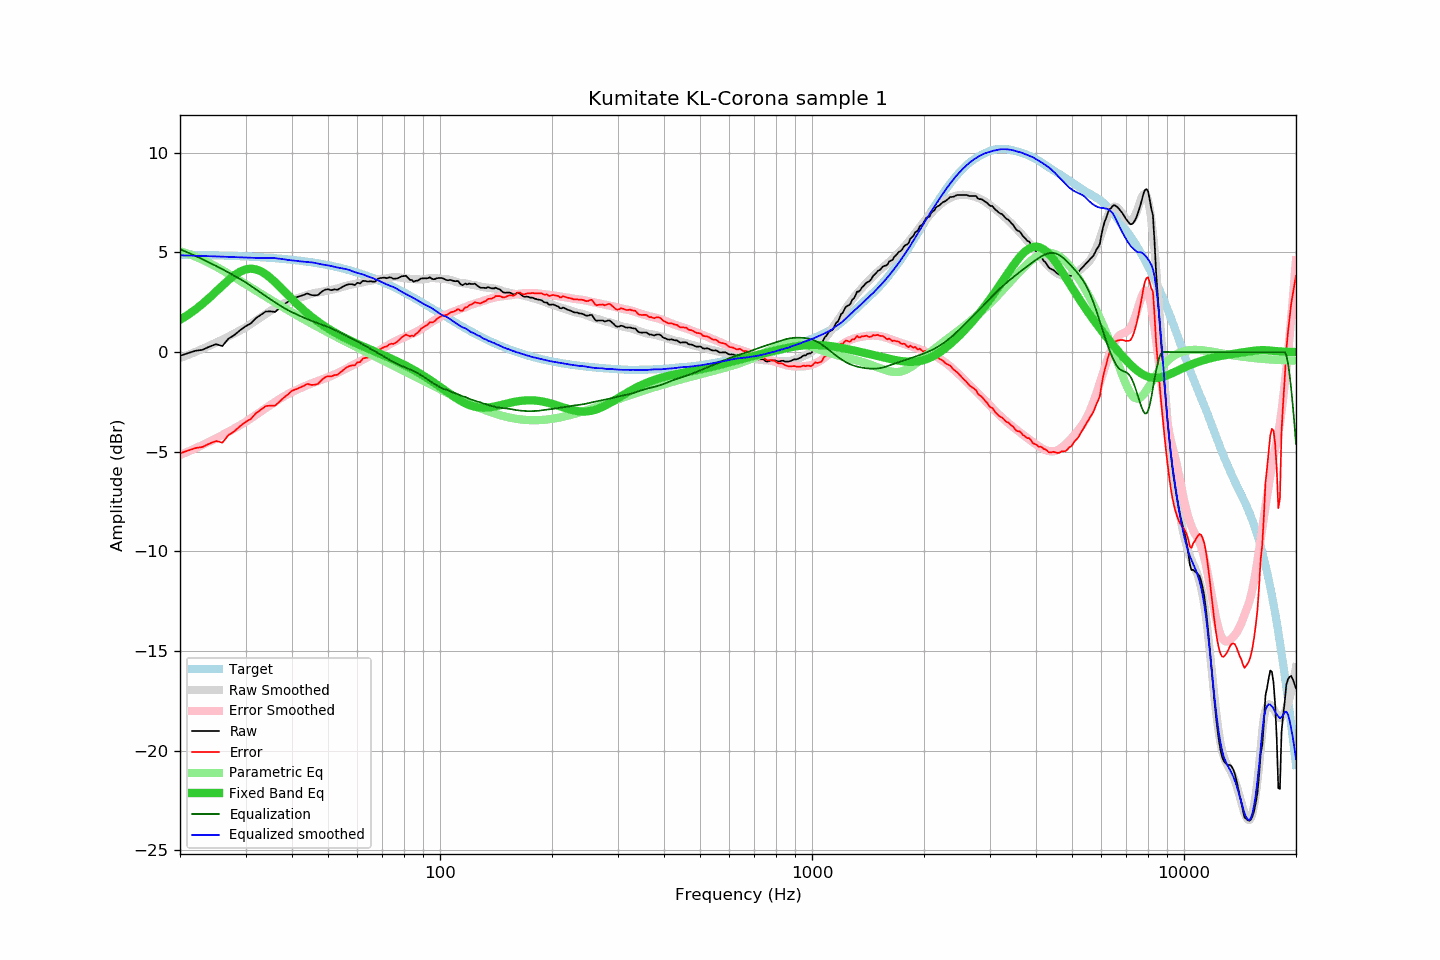 Kumitate KL-Corona sample 1
10
5
0
−5
−10
−15
−20
−25
Amplitude (dBr)
Target
Raw Smoothed
Error Smoothed
Raw
Error
Parametric Eq
Fixed Band Eq
Equalization
Equalized smoothed
100
1000
10000
Frequency (Hz)